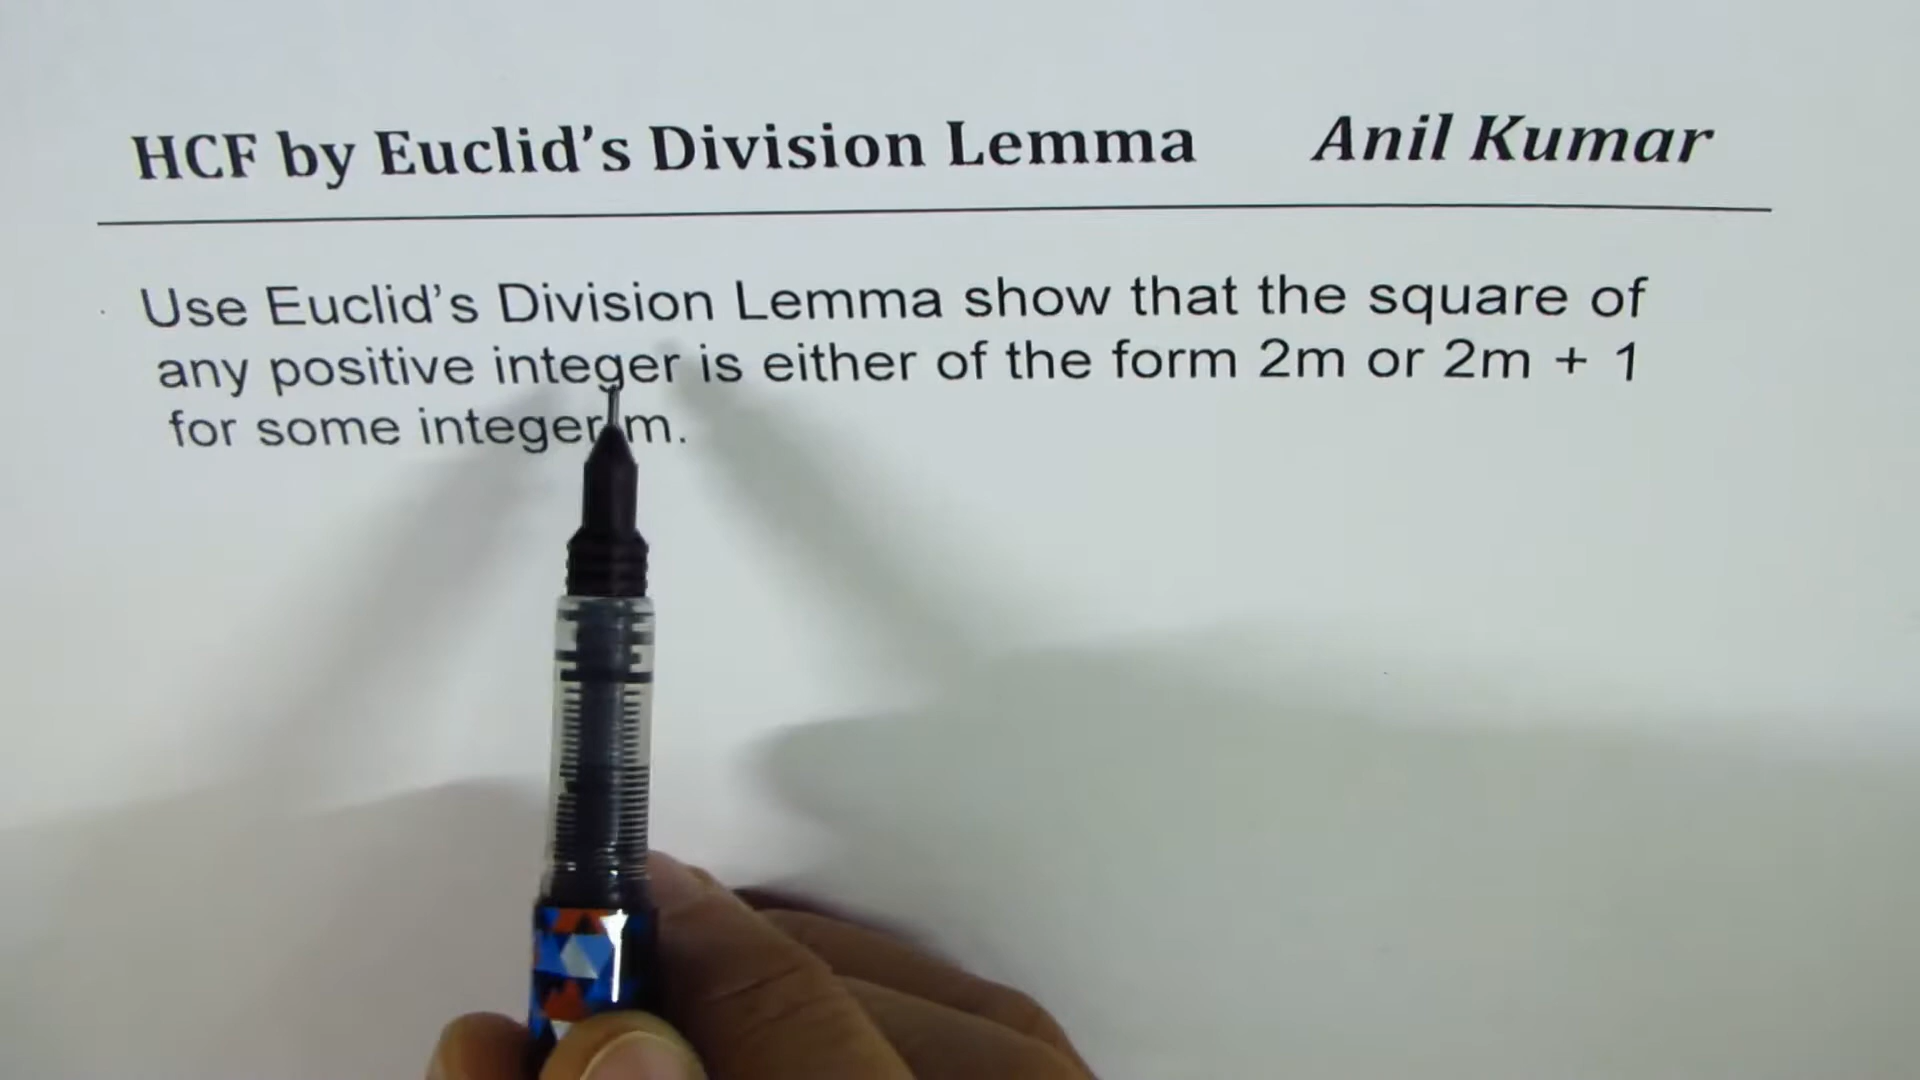 HCF by Euclid's Division Lemma Anil Kumar
Use Euclid's Division Lemma show that the square of
any positive integer is either of the form 2m or 2m + 1
for some integer m.